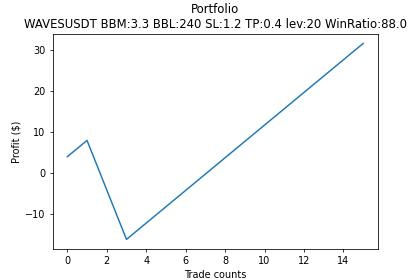 Portfolio
WAVESUSDT BBM:3.3 BBL:240 SL:1.2 TP:0.4 lev:20 WinRatio:88.0
30
20
10
0
−10
Profit ($)
0 2 4 6 8 10 12 14
Trade counts